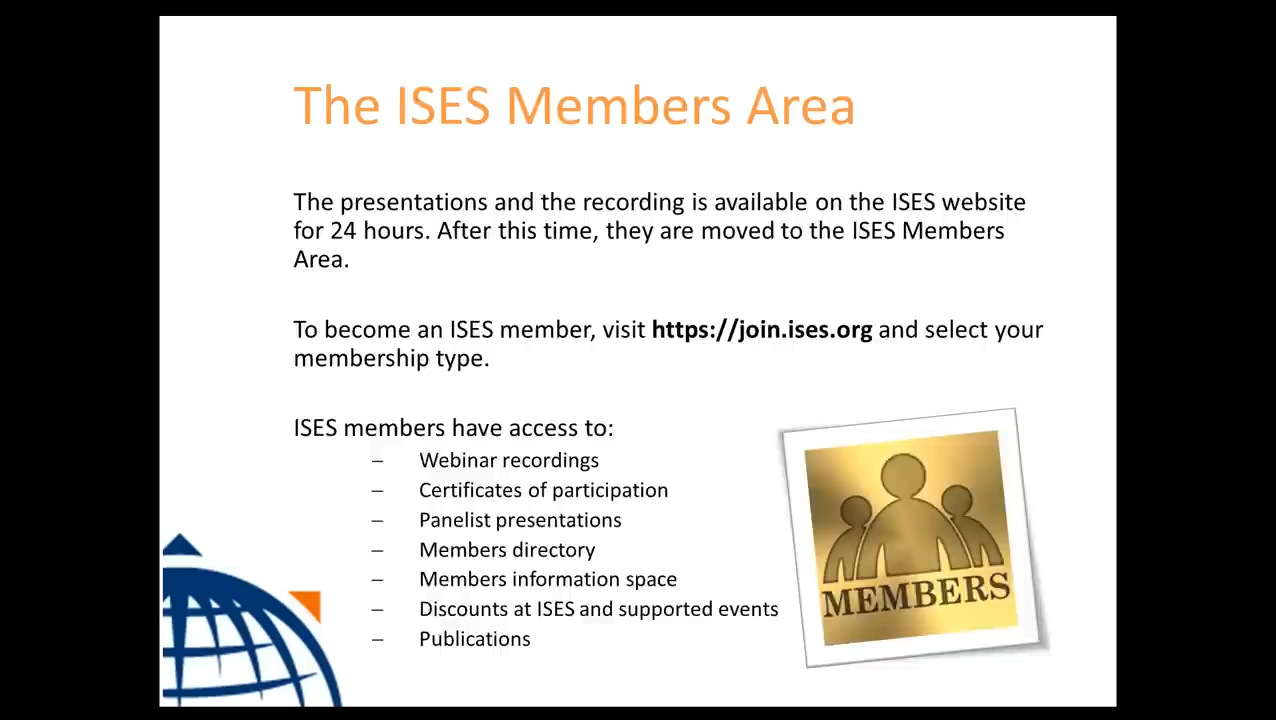 The ISES Members Area
The presentations and the recording is available on the ISES website
for 24 hours. After this time, they are moved to the ISES Members
Area.
To become an ISES member, visit https://join.ises.org and select your
membership type.
ISES members have access to:
– Webinar recordings
– Certificates of participation
– Panelist presentations
– Members directory
– Members information space
– Discounts at ISES and supported events
– Publications
MEMBERS